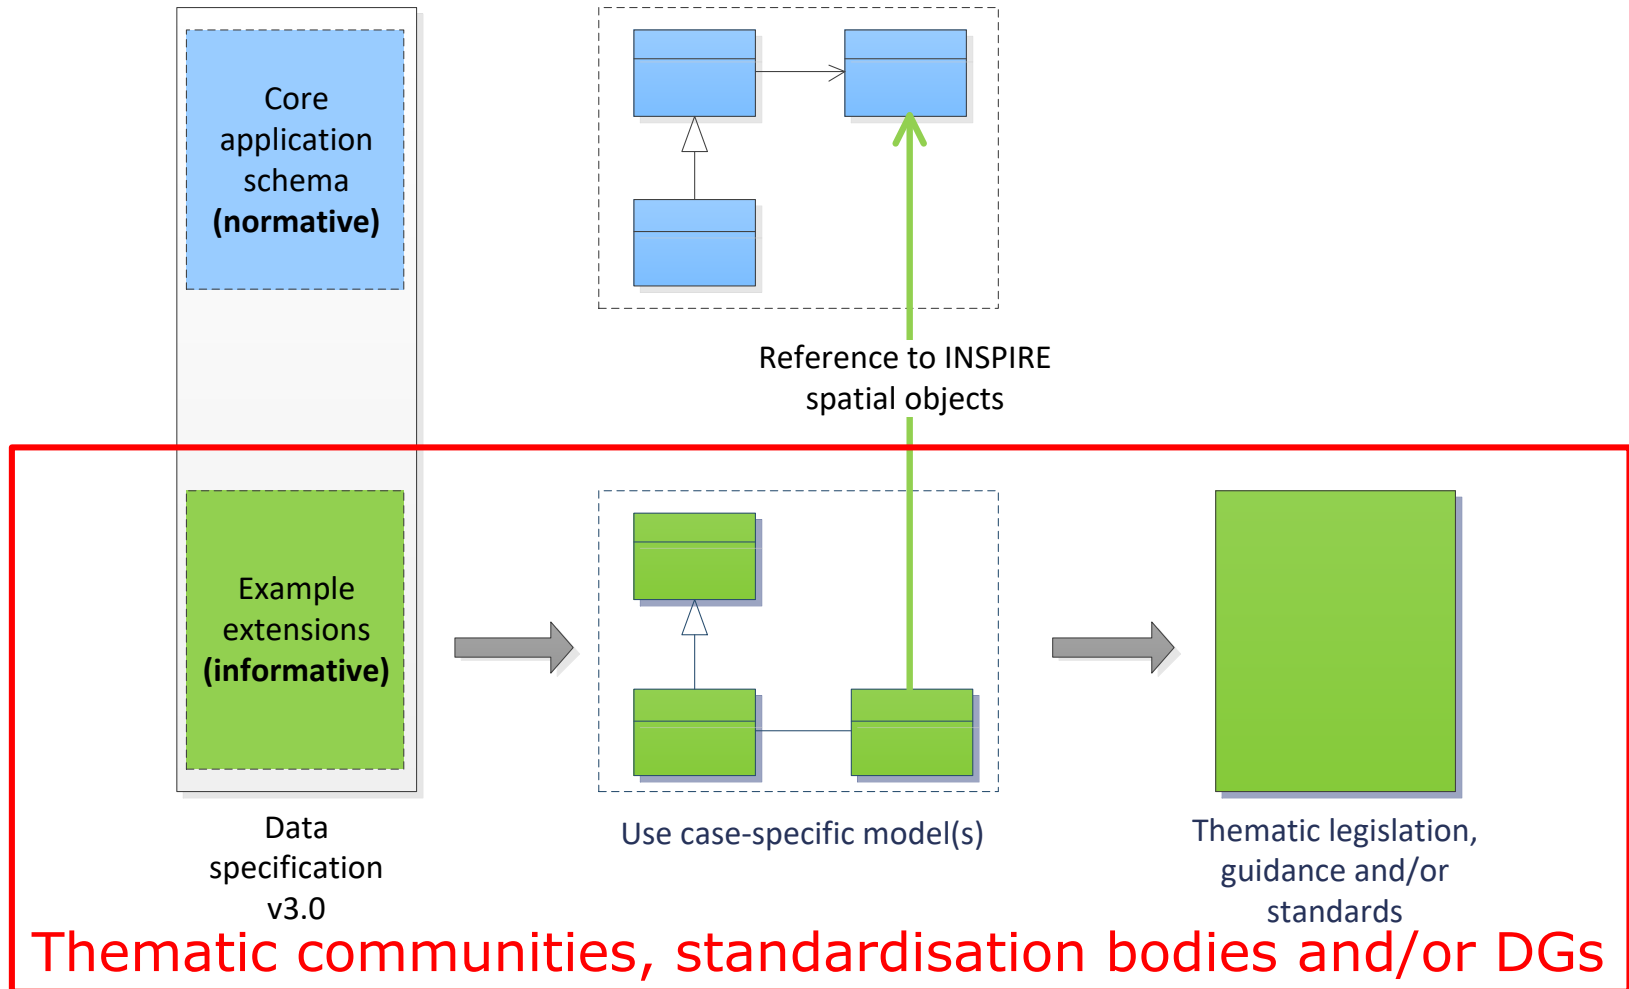 Core
application
schema
(normative)
Reference to INSPIRE
spatial objects
Example
extensions
(informative)
Data
specification
v3.0
Use case-specific model(s)
Thematic legislation,
guidance and/or
standards
Thematic communities, standardisation bodies and/or DGs